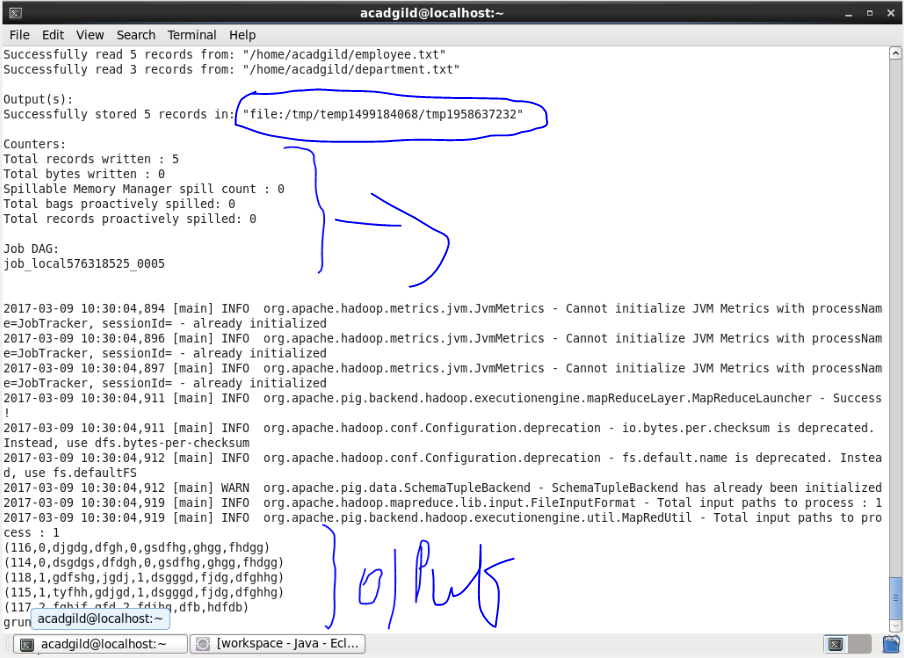 acadgild@localhost:~
File Edit View Search Terminal Help
Successfully read 5 records from: "/home/acadgild/employee.txt"
Successfully read 3 records from: "/home/acadgild/department.txt"
Output(s):
Successfully stored 5 records in: "file:/tmp/temp1499184068/tmp1958637232"
Counters:
Total records written : 5
Total bytes written : 0
Spillable Memory Manager spill count : 0
Total bags proactively spilled: 0
Total records proactively spilled: 0
Job DAG:
job_local576318525_0005
2017-03-09 10:30:04,894 [main] INFO  org.apache.hadoop.metrics.jvm.JvmMetrics - Cannot initialize JVM Metrics with processNam
e=JobTracker, sessionId= - already initialized
2017-03-09 10:30:04,896 [main] INFO  org.apache.hadoop.metrics.jvm.JvmMetrics - Cannot initialize JVM Metrics with processNam
e=JobTracker, sessionId= - already initialized
2017-03-09 10:30:04,897 [main] INFO  org.apache.hadoop.metrics.jvm.JvmMetrics - Cannot initialize JVM Metrics with processNam
e=JobTracker, sessionId= - already initialized
2017-03-09 10:30:04,911 [main] INFO  org.apache.pig.backend.hadoop.executionengine.mapReduceLayer.MapReduceLauncher - Success
!
2017-03-09 10:30:04,911 [main] INFO  org.apache.hadoop.conf.Configuration.deprecation - io.bytes.per.checksum is deprecated.
Instead, use dfs.bytes-per-checksum
2017-03-09 10:30:04,912 [main] INFO  org.apache.hadoop.conf.Configuration.deprecation - fs.default.name is deprecated. Instea
d, use fs.defaultFS
2017-03-09 10:30:04,912 [main] WARN  org.apache.pig.data.SchemaTupleBackend - SchemaTupleBackend has already been initialized
2017-03-09 10:30:04,919 [main] INFO  org.apache.hadoop.mapreduce.lib.input.FileInputFormat - Total input paths to process : 1
2017-03-09 10:30:04,919 [main] INFO  org.apache.pig.backend.hadoop.executionengine.util.MapRedUtil - Total input paths to pro
cess : 1
(116,0,djgdg,dfgh,0,gsdfhg,ghgg,fhdgg)
(114,0,dsgdgs,dfdgh,0,gsdfhg,ghgg,fhdgg)
(118,1,gdfshg,jgdj,1,dsgggd,fjdg,dfghhg)
(115,1,tyfhh,gdjgd,1,dsgggd,fjdg,dfghhg)
(117,2,fghjf,gfd,2,fdjhg,dfb,hdfdb)
grun
o/Put
acadgild@localhost:~
acadgild@localhost:~
[workspace - Java - Ecl...